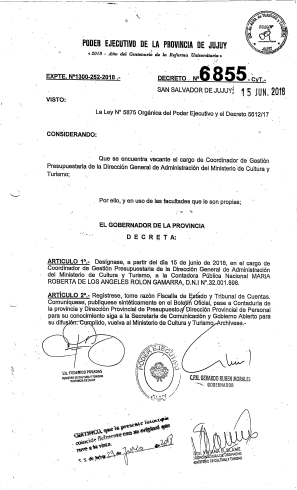 PODER EJECUTIVO DE LA PROVINCIA DE JUJUY
"2018 - Año del Centenario de la Reforma Universitaria"
EXPTE. Nº1300-252-2018.-
DECRETO Nº 6855.-CyT.-
SAN SALVADOR DE JUJUY, 15 JUN. 2018
VISTO:
La Ley N° 5875 Orgánica del Poder Ejecutivo y el Decreto 5612/17
CONSIDERANDO:
Que se encuentra vacante el cargo de Coordinador de Gestión
Presupuestaria de la Dirección General de Administración del Ministerio de Cultura y
Turismo;
Por ello, y en uso de las facultades que le son propias;
EL GOBERNADOR DE LA PROVINCIA
D E C R E T A:
ARTICULO 1º.- Desígnase, a partir del día 15 de junio de 2018, en el cargo de
Coordinador de Gestión Presupuestaria de la Dirección General de Administración
del Ministerio de Cultura y Turismo, a la Contadora Pública Nacional MARIA
ROBERTA DE LOS ANGELES ROLON GAMARRA, D.N.I Nº 32.001.898.
ARTICULO 2º.- Regístrese, tome razón Fiscalía de Estado y Tribunal de Cuentas.
Comuníquese, publíquese sintéticamente en el Boletín Oficial, pase a Contaduría de
la provincia y Dirección Provincial de Presupuesto/ Dirección Provincial de Personal
para su conocimiento siga a la Secretaría de Comunicación y Gobierno Abierto para
su difusión. Cumplido, vuelva al Ministerio de Cultura y Turismo. Archívese.-
PODER EJECUTIVO
JUJUY
C.P.N. GERARDO RUBEN MORALES
GOBERNADOR
CERTIFICO, que la presente fotocopia
coincide fielmente con su original que
tuve a la vista.
Junio 2018